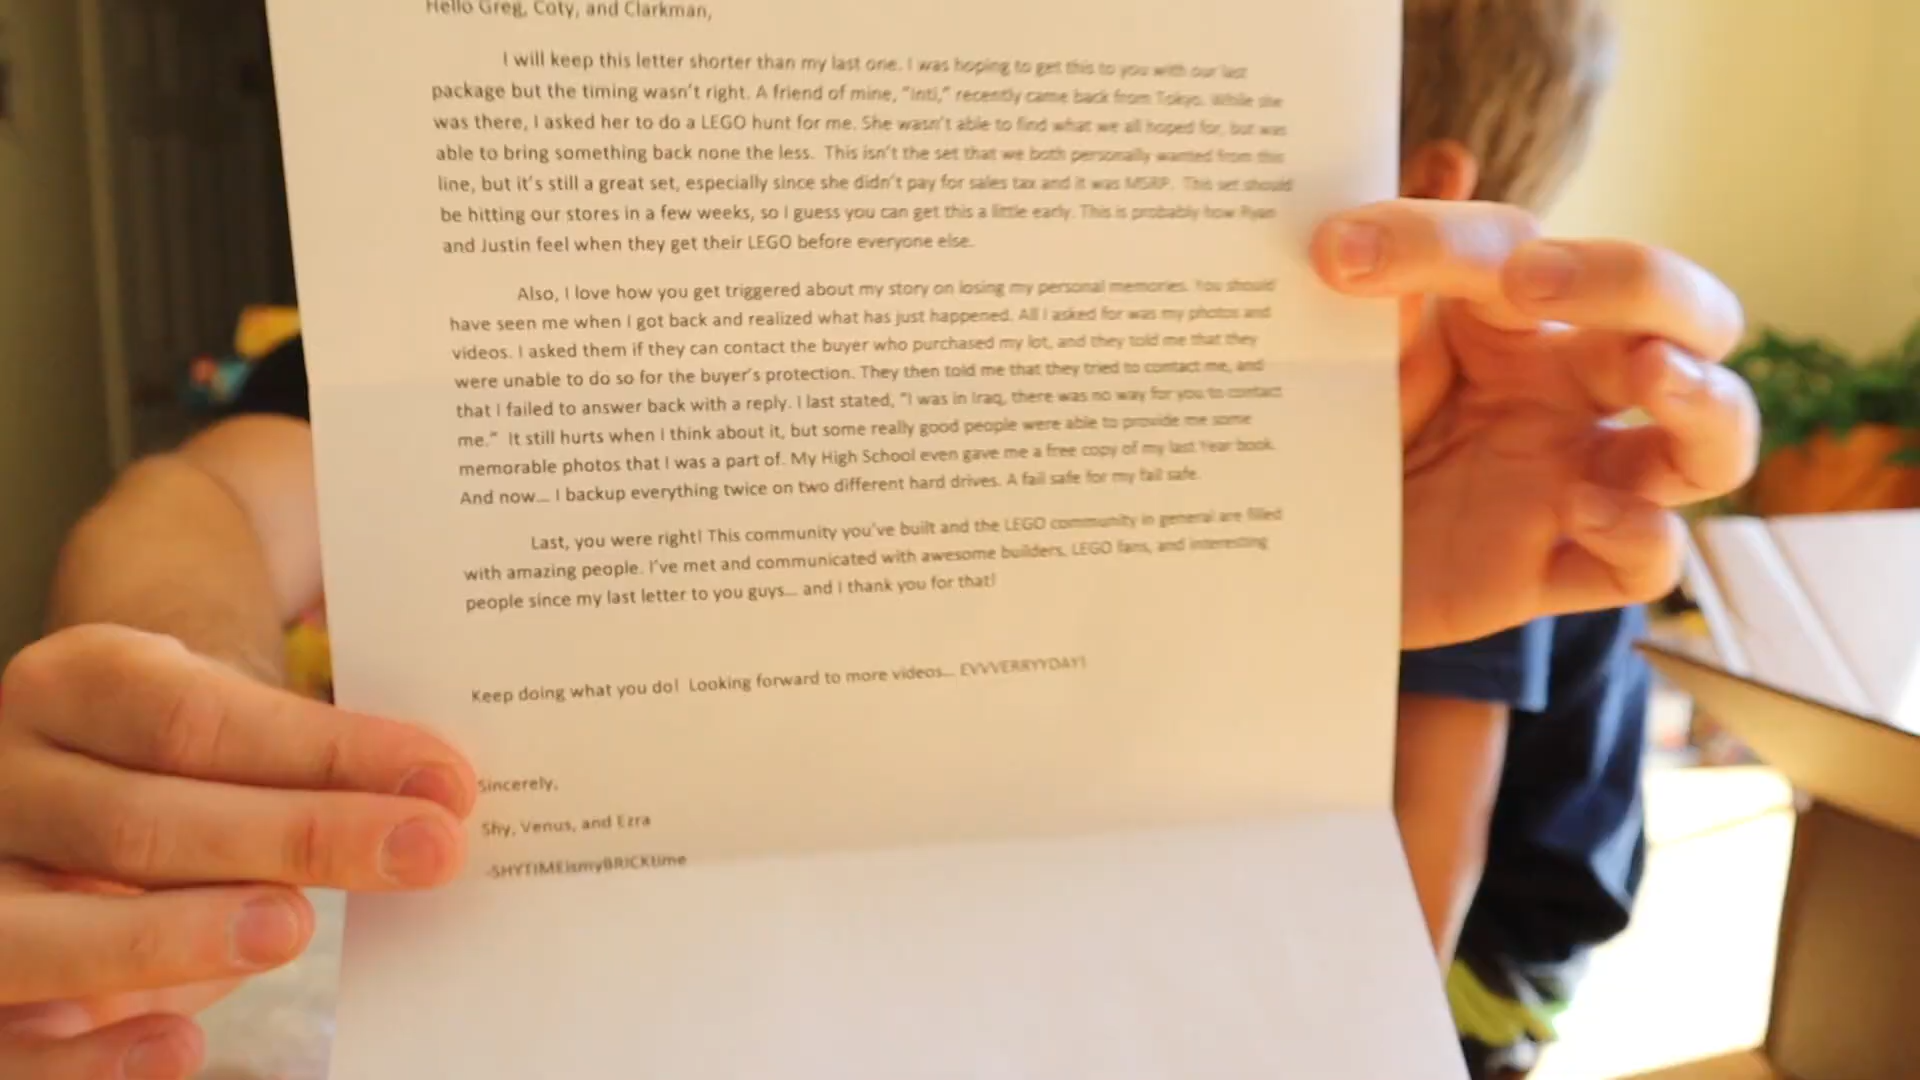 Hello Greg, Coty, and Clarkman,
I will keep this letter shorter than my last one. I was hoping to get this to you with our last
package but the timing wasn't right. A friend of mine, "Inti," recently came back from Tokyo. While she
was there, I asked her to do a LEGO hunt for me. She wasn't able to find what we all hoped for, but was
able to bring something back none the less. This isn't the set that we both personally wanted from this
line, but it's still a great set, especially since she didn't pay for sales tax and it was MSRP. This set should
be hitting our stores in a few weeks, so I guess you can get this a little early. This is probably how Ryan
and Justin feel when they get their LEGO before everyone else.
Also, I love how you get triggered about my story on losing my personal memories. You should
have seen me when I got back and realized what has just happened. All I asked for was my photos and
videos. I asked them if they can contact the buyer who purchased my lot, and they told me that they
were unable to do so for the buyer's protection. They then told me that they tried to contact me, and
that I failed to answer back with a reply. I last stated, "I was in Iraq, there was no way for you to contact
me." It still hurts when I think about it, but some really good people were able to provide me some
memorable photos that I was a part of. My High School even gave me a free copy of my last Year book.
And now... I backup everything twice on two different hard drives. A fail safe for my fail safe.
Last, you were right! This community you've built and the LEGO community in general are filled
with amazing people. I've met and communicated with awesome builders, LEGO fans, and interesting
people since my last letter to you guys... and I thank you for that!
Keep doing what you do! Looking forward to more videos... EVVVERRYYDAY!
Sincerely,
Shy, Venus, and Ezra
-SHYTIMEismyBRICKtime